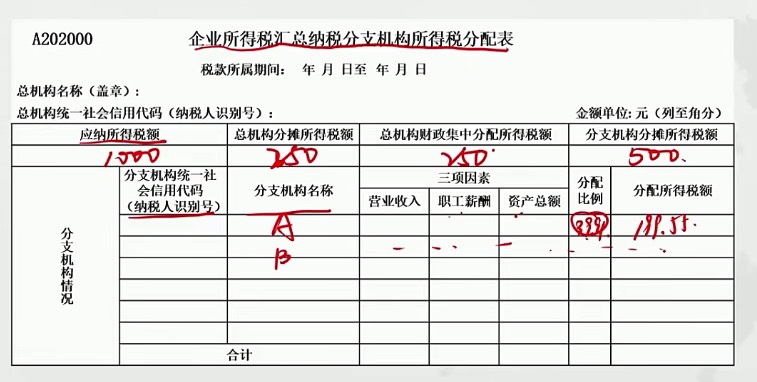 A202000 企业所得税汇总纳税分支机构所得税分配表
税款所属期间： 年 月 日至 年 月 日
总机构名称（盖章）：
总机构统一社会信用代码（纳税人识别号）： 金额单位：元（列至角分）
应纳所得税额 总机构分摊所得税额 总机构财政集中分配所得税额 分支机构分摊所得税额
1000 250 250 500
分支机构情况
分支机构统一社会信用代码（纳税人识别号） 分支机构名称 三项因素 分配比例 分配所得税额
营业收入 职工薪酬 资产总额
A 199.55
B
合计